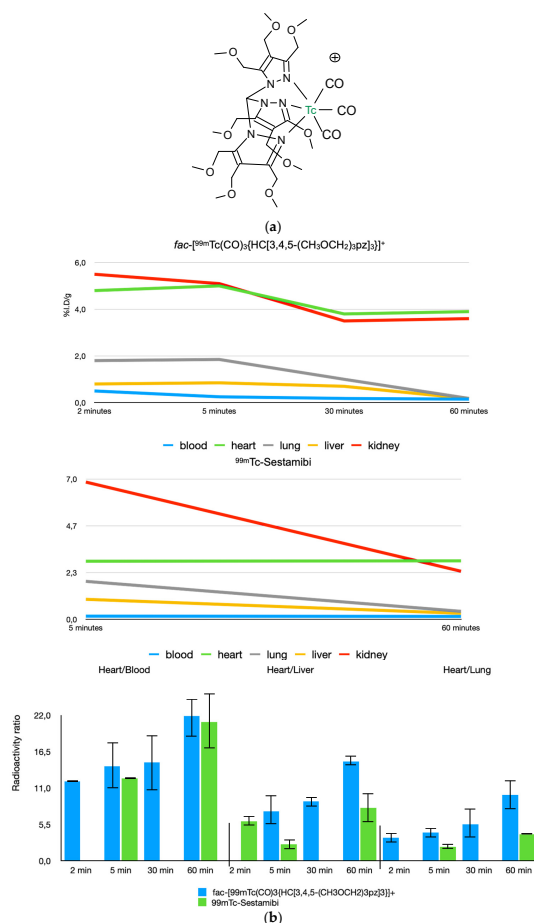 (a)
O
O
O
⊕
N
N
CO
N
N
Tc
CO
CO
O
O
N
N
O
O
O
O
(a)
fac-[⁹⁹ᵐTc(CO)₃{HC[3,4,5-(CH₃OCH₂)₃pz]₃}]⁺
%I.D/g
6,0
4,0
2,0
0,0
2 minutes 5 minutes 30 minutes 60 minutes
blood heart lung liver kidney
⁹⁹ᵐTc-Sestamibi
7,0
4,7
2,3
0,0
5 minutes 60 minutes
blood heart lung liver kidney
Heart/Blood Heart/Liver Heart/Lung
Radioactivity ratio
22,0
16,5
11,0
5,5
0,0
2 min 5 min 30 min 60 min 2 min 5 min 30 min 60 min 2 min 5 min 30 min 60 min
fac-[99mTc(CO)3{HC[3,4,5-(CH3OCH2)3pz]3}]+
99mTc-Sestamibi
(b)